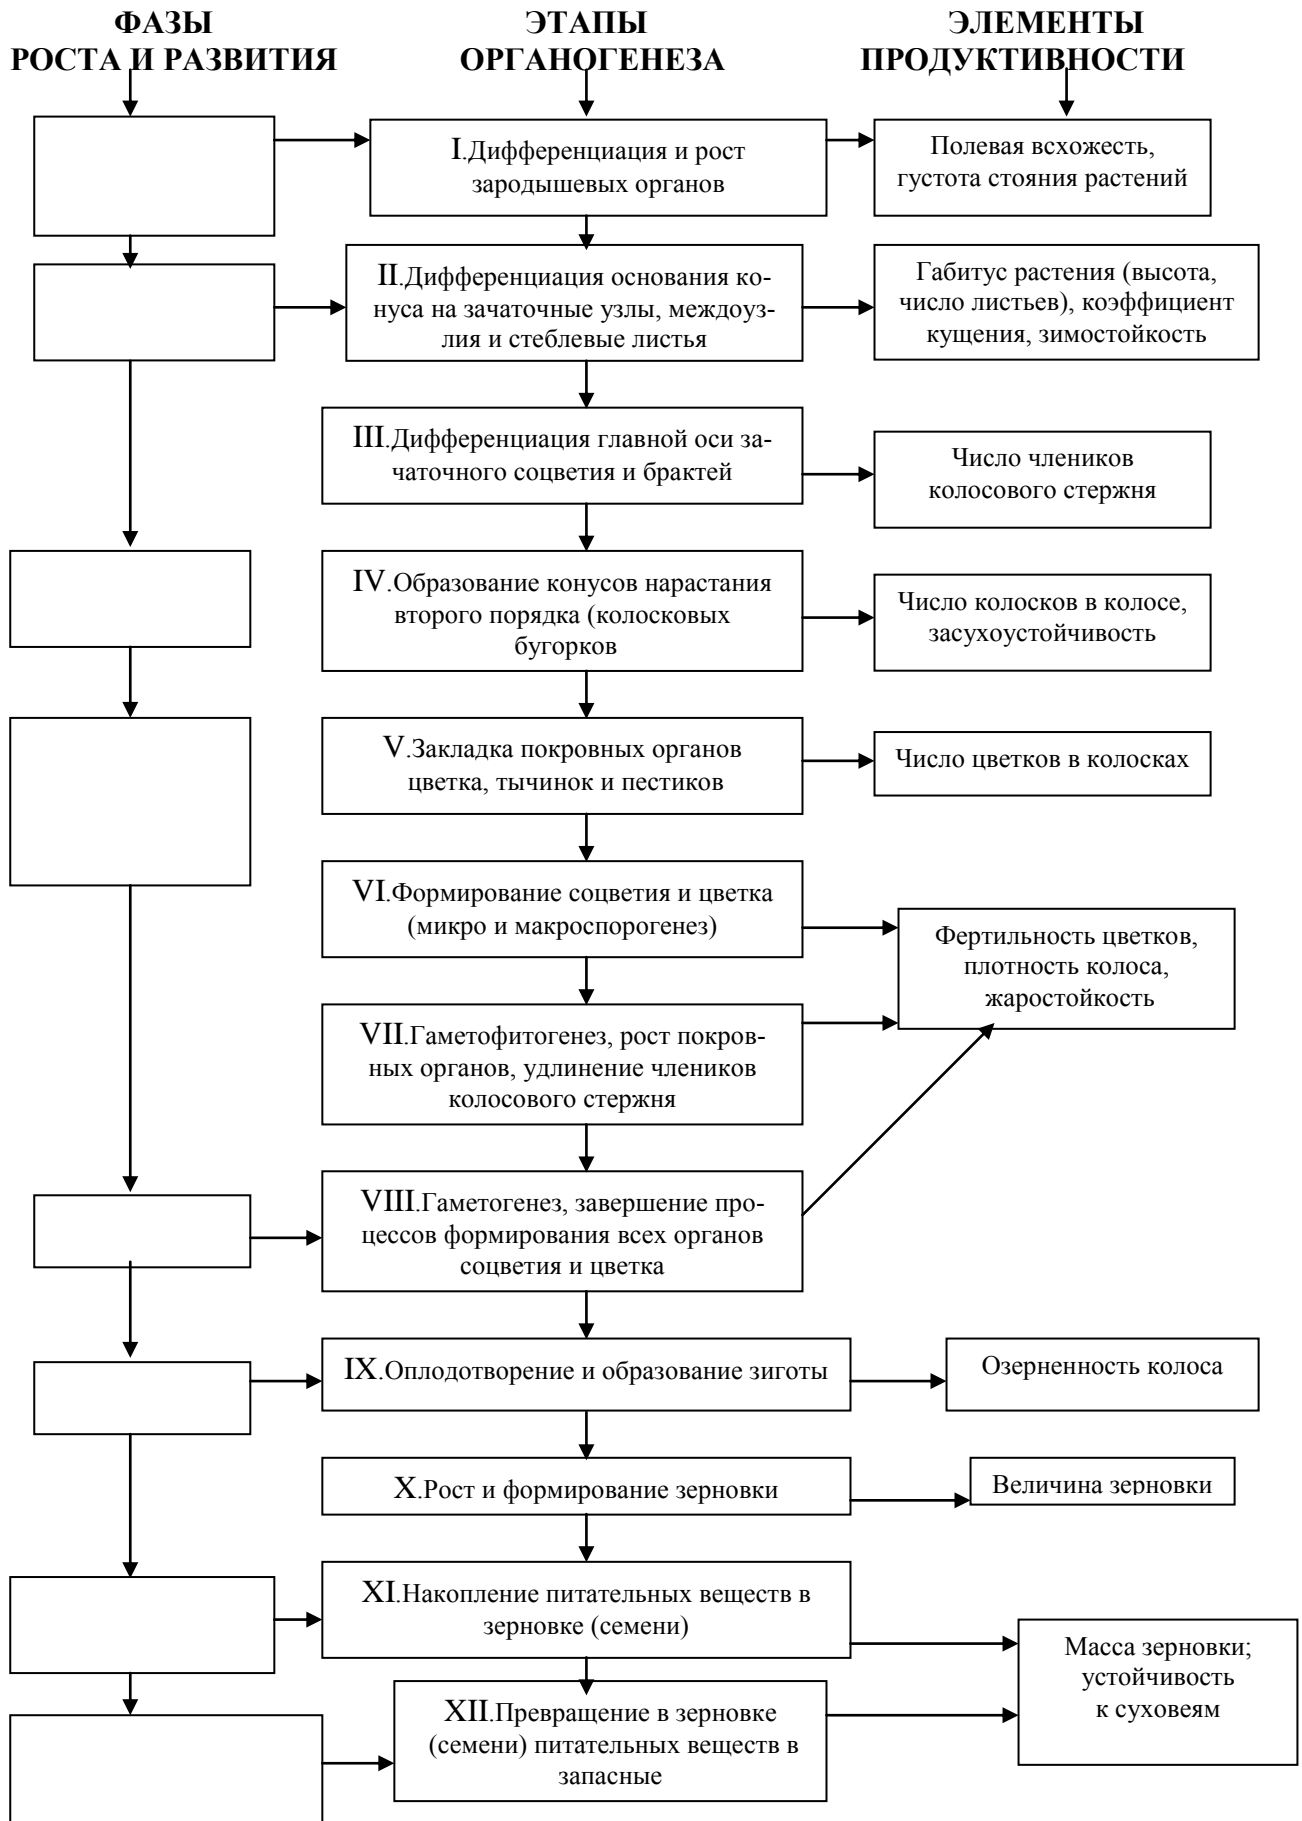 ФАЗЫ
РОСТА И РАЗВИТИЯ
ЭТАПЫ
ОРГАНОГЕНЕЗА
ЭЛЕМЕНТЫ
ПРОДУКТИВНОСТИ
I.Дифференциация и рост
зародышевых органов
Полевая всхожесть,
густота стояния растений
II.Дифференциация основания ко-
нуса на зачаточные узлы, междоуз-
лия и стеблевые листья
Габитус растения (высота,
число листьев), коэффициент
кущения, зимостойкость
III.Дифференциация главной оси за-
чаточного соцветия и брактей
Число члеников
колосового стержня
IV.Образование конусов нарастания
второго порядка (колосковых
бугорков
Число колосков в колосе,
засухоустойчивость
V.Закладка покровных органов
цветка, тычинок и пестиков
Число цветков в колосках
VI.Формирование соцветия и цветка
(микро и макроспорогенез)
Фертильность цветков,
плотность колоса,
жаростойкость
VII.Гаметофитогенез, рост покров-
ных органов, удлинение члеников
колосового стержня
VIII.Гаметогенез, завершение про-
цессов формирования всех органов
соцветия и цветка
IX.Оплодотворение и образование зиготы
Озерненность колоса
X.Рост и формирование зерновки
Величина зерновки
XI.Накопление питательных веществ в
зерновке (семени)
Масса зерновки;
устойчивость
к суховеям
XII.Превращение в зерновке
(семени) питательных веществ в
запасные